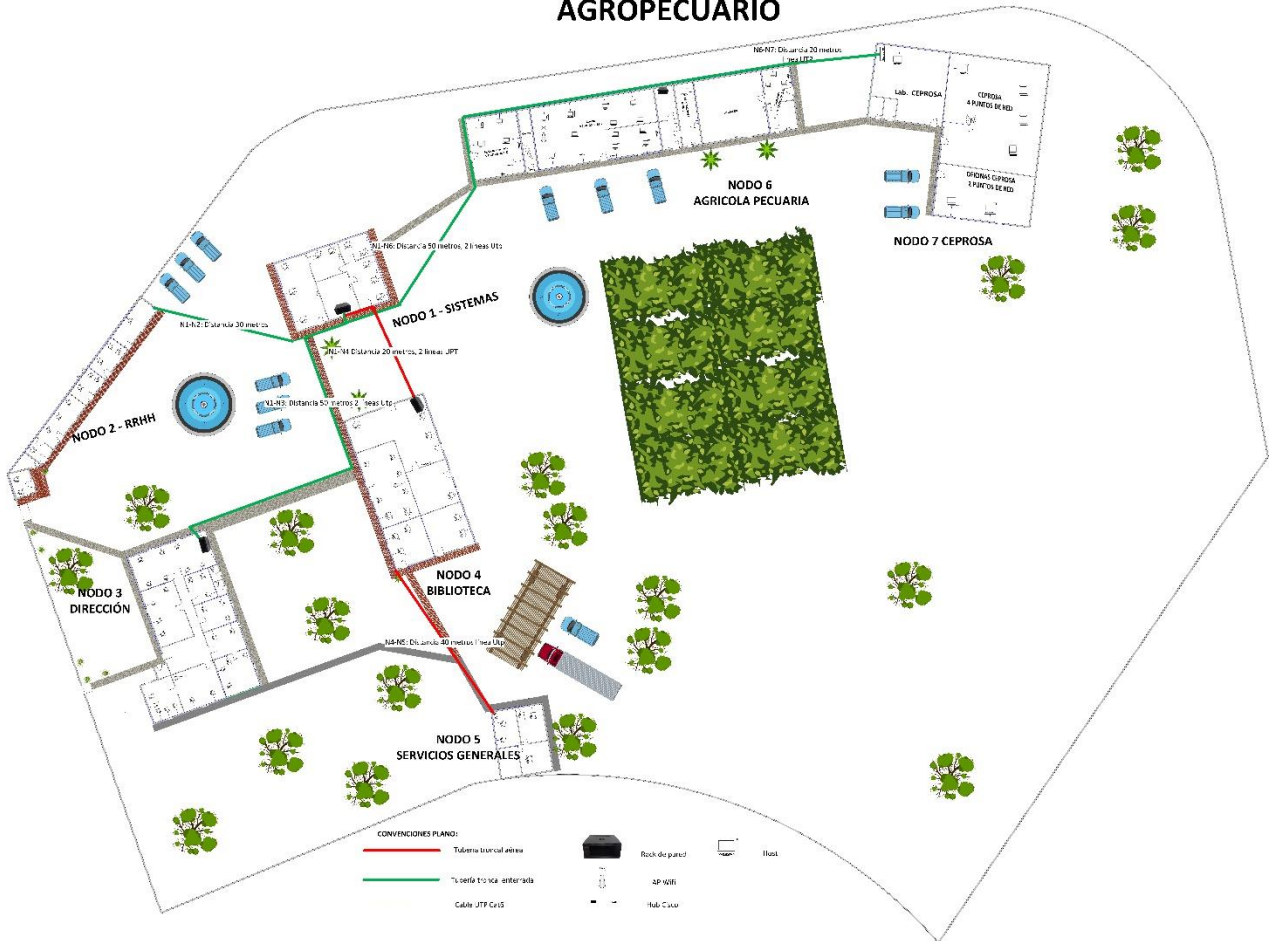 AGROPECUARIO
N6-N7: Distancia 20 metros
Lab. CEPROSA
CEPROSA
4 PUNTOS DE RED
OFICINAS CEPROSA
2 PUNTOS DE RED
NODO 6
AGRICOLA PECUARIA
NODO 7 CEPROSA
N1-N6: Distancia 50 metros, 2 lineas Utp
NODO 1 - SISTEMAS
N1-N2: Distancia 30 metros
N1-N4 Distancia 20 metros, 2 lineas UPT
N1-N3: Distancia 50 metros 2 lineas Utp
NODO 2 - RRHH
NODO 4
BIBLIOTECA
NODO 3
DIRECCIÓN
N4-N5: Distancia 40 metros línea Utp
NODO 5
SERVICIOS GENERALES
CONVENCIONES PLANO:
Tubería troncal aérea
Rack de pared
Host
Tubería troncal enterrada
AP Wifi
Cable UTP Cat6
Hub Cisco